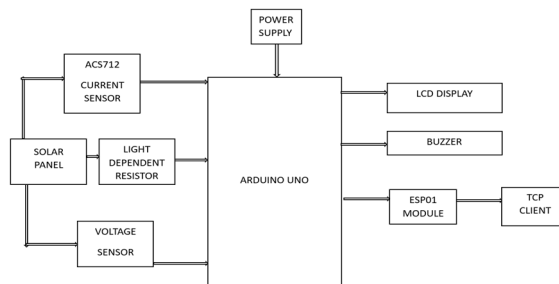 POWER
SUPPLY
ACS712
CURRENT
SENSOR
LCD DISPLAY
SOLAR
PANEL
LIGHT
DEPENDENT
RESISTOR
ARDUINO UNO
BUZZER
ESP01
MODULE
TCP
CLIENT
VOLTAGE
SENSOR